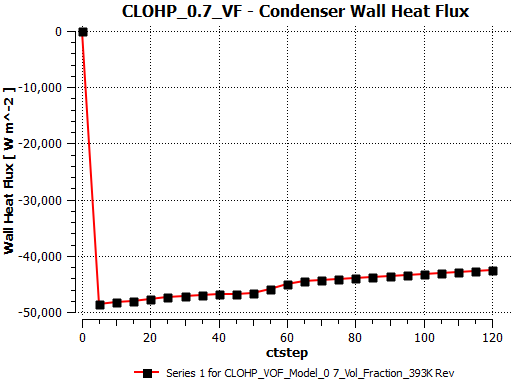 CLOHP_0.7_VF - Condenser Wall Heat Flux
Wall Heat Flux [ W m^-2 ]
0
-10,000
-20,000
-30,000
-40,000
-50,000
0 20 40 60 80 100 120
ctstep
Series 1 for CLOHP_VOF_Model_0 7_Vol_Fraction_393K Rev